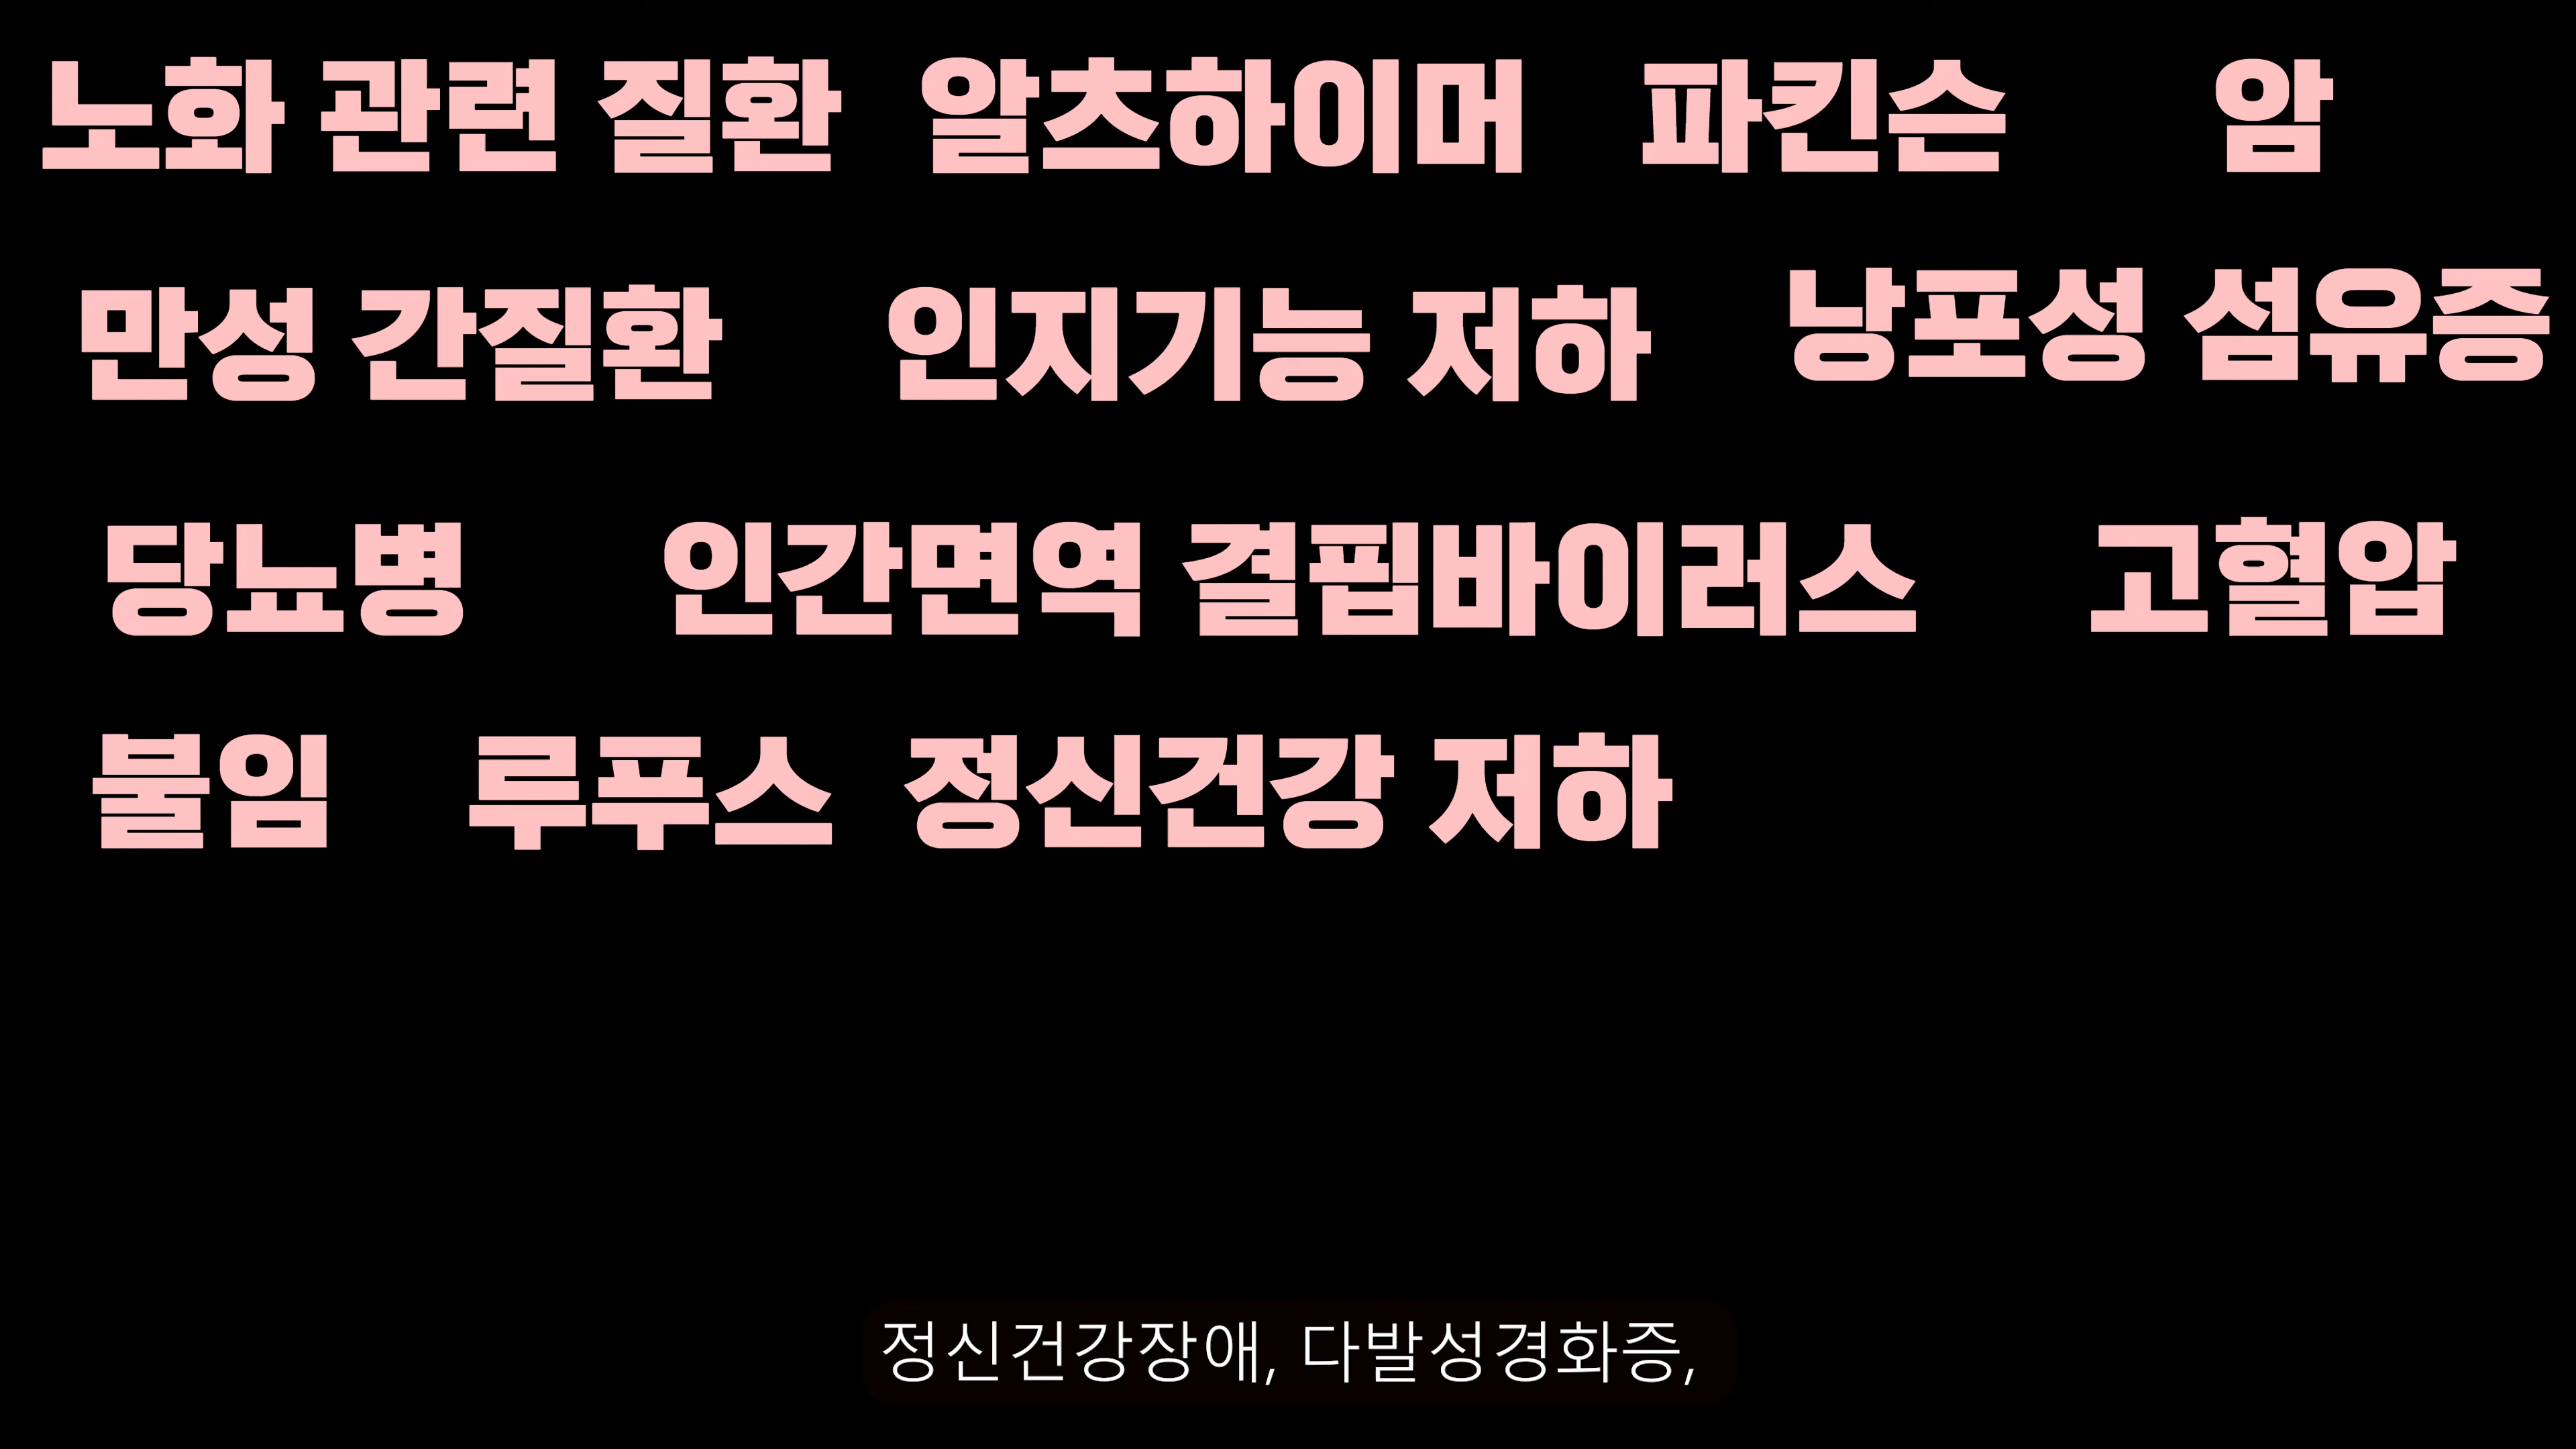 노화 관련 질환 알츠하이머 파킨슨 암
만성 간질환 인지기능 저하 낭포성 섬유증
당뇨병 인간면역 결핍바이러스 고혈압
불임 루푸스 정신건강 저하
정신건강장애, 다발성경화증,